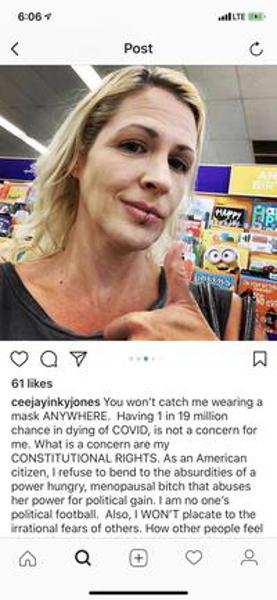 6:06
LTE
Post
HAPPY
BIR
61 likes
ceejayinkyjones You won't catch me wearing a
mask ANYWHERE. Having 1 in 19 million
chance in dying of COVID, is not a concern for
me. What is a concern are my
CONSTITUTIONAL RIGHTS. As an American
citizen, I refuse to bend to the absurdities of a
power hungry, menopausal bitch that abuses
her power for political gain. I am no one's
political football. Also, I WON'T placate to the
irrational fears of others. How other people feel